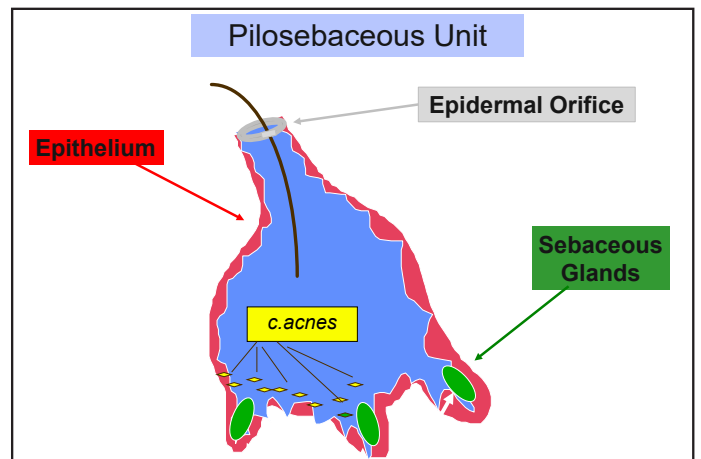 Pilosebaceous Unit
Epidermal Orifice
Epithelium
Sebaceous
Glands
c.acnes